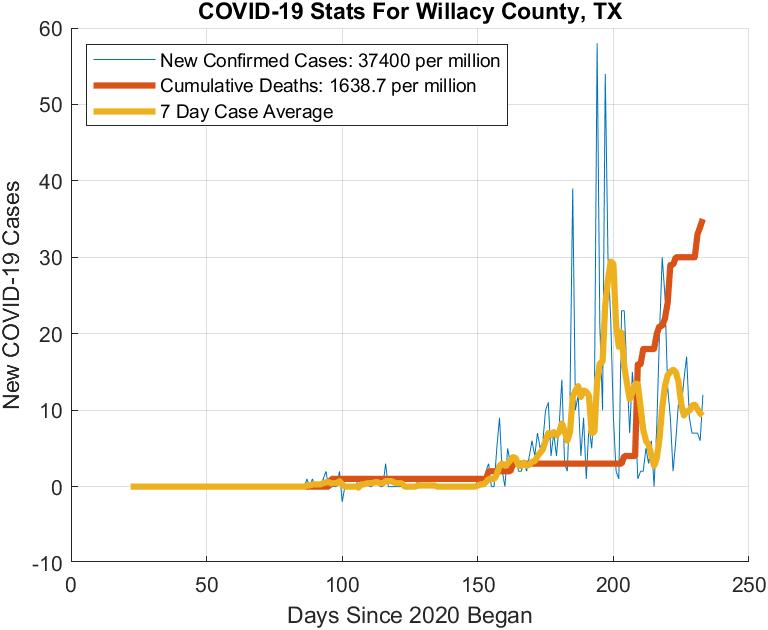 COVID-19 Stats For Willacy County, TX
New Confirmed Cases: 37400 per million
Cumulative Deaths: 1638.7 per million
7 Day Case Average
60
50
40
30
20
10
0
-10
New COVID-19 Cases
0 50 100 150 200 250
Days Since 2020 Began